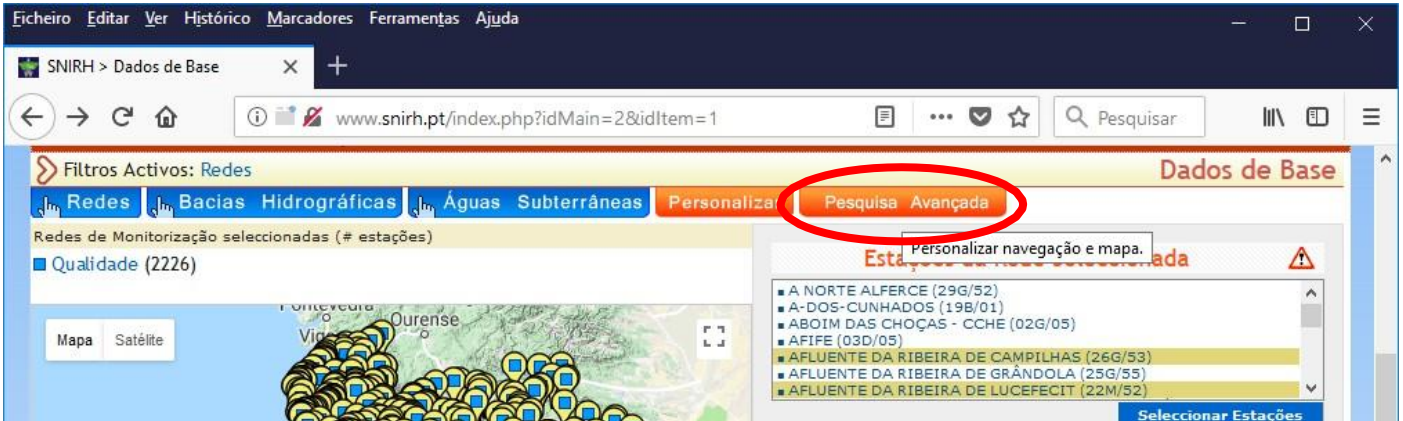 Ficheiro Editar Ver Histórico Marcadores Ferramentas Ajuda
SNIRH > Dados de Base
www.snirh.pt/index.php?idMain=2&idItem=1
Pesquisar
Filtros Activos: Redes
Dados de Base
Redes Bacias Hidrográficas Águas Subterrâneas Personalizar Pesquisa Avançada
Redes de Monitorização seleccionadas (# estações)
Personalizar navegação e mapa.
Qualidade (2226)
A NORTE ALFERCE (29G/52)
A-DOS-CUNHADOS (19B/01)
ABOIM DAS CHOÇAS - CCHE (02G/05)
AFIFE (03D/05)
AFLUENTE DA RIBEIRA DE CAMPILHAS (26G/53)
AFLUENTE DA RIBEIRA DE GRÂNDOLA (25G/55)
AFLUENTE DA RIBEIRA DE LUCEFECIT (22M/52)
Seleccionar Estações
Mapa Satélite
Pontevedra
Ourense